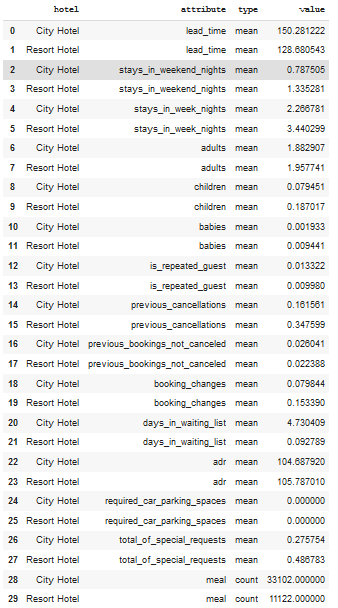 hotel attribute type value
0 City Hotel lead_time mean 150.281222
1 Resort Hotel lead_time mean 128.680543
2 City Hotel stays_in_weekend_nights mean 0.787505
3 Resort Hotel stays_in_weekend_nights mean 1.335281
4 City Hotel stays_in_week_nights mean 2.266781
5 Resort Hotel stays_in_week_nights mean 3.440299
6 City Hotel adults mean 1.882907
7 Resort Hotel adults mean 1.957741
8 City Hotel children mean 0.079451
9 Resort Hotel children mean 0.187017
10 City Hotel babies mean 0.001933
11 Resort Hotel babies mean 0.009441
12 City Hotel is_repeated_guest mean 0.013322
13 Resort Hotel is_repeated_guest mean 0.009980
14 City Hotel previous_cancellations mean 0.161561
15 Resort Hotel previous_cancellations mean 0.347599
16 City Hotel previous_bookings_not_canceled mean 0.026041
17 Resort Hotel previous_bookings_not_canceled mean 0.022388
18 City Hotel booking_changes mean 0.079844
19 Resort Hotel booking_changes mean 0.153390
20 City Hotel days_in_waiting_list mean 4.730409
21 Resort Hotel days_in_waiting_list mean 0.092789
22 City Hotel adr mean 104.687920
23 Resort Hotel adr mean 105.787010
24 City Hotel required_car_parking_spaces mean 0.000000
25 Resort Hotel required_car_parking_spaces mean 0.000000
26 City Hotel total_of_special_requests mean 0.275754
27 Resort Hotel total_of_special_requests mean 0.486783
28 City Hotel meal count 33102.000000
29 Resort Hotel meal count 11122.000000